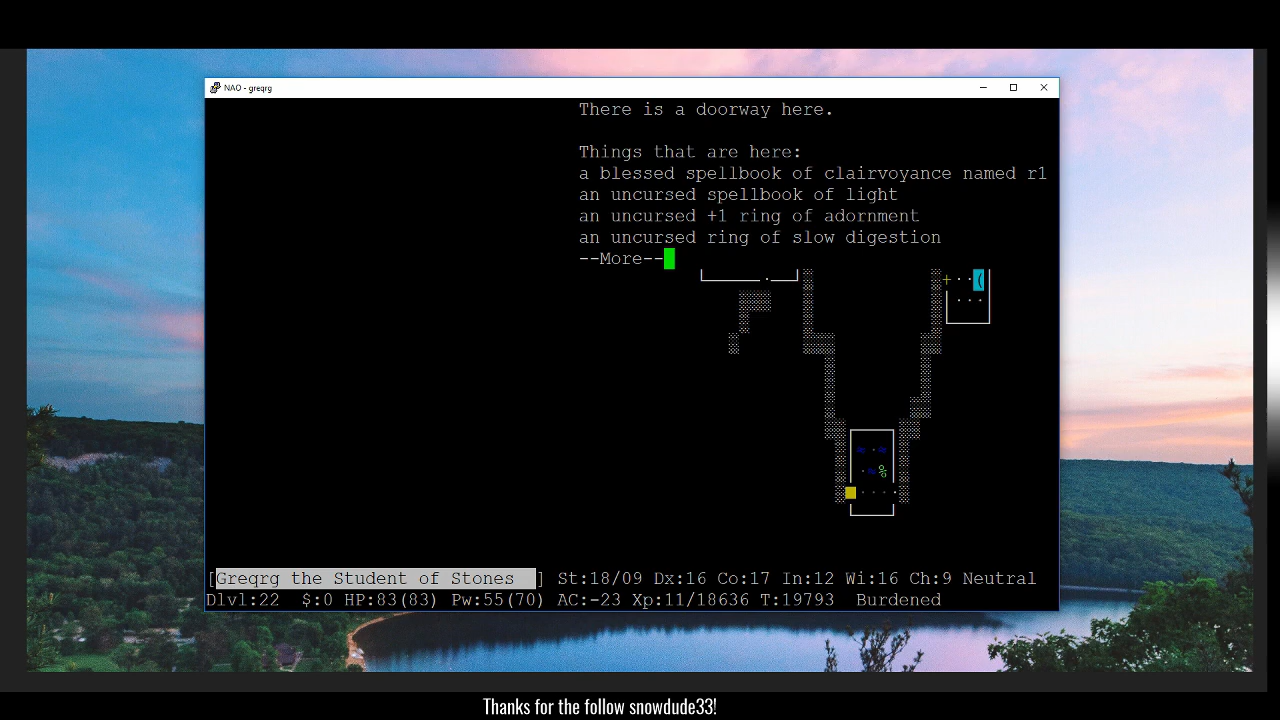 NAO - greqrg
There is a doorway here.
Things that are here:
a blessed spellbook of clairvoyance named r1
an uncursed spellbook of light
an uncursed +1 ring of adornment
an uncursed ring of slow digestion
--More--
[Greqrg the Student of Stones ] St:18/09 Dx:16 Co:17 In:12 Wi:16 Ch:9 Neutral
Dlvl:22 $:0 HP:83(83) Pw:55(70) AC:-23 Xp:11/18636 T:19793 Burdened
Thanks for the follow snowdude33!